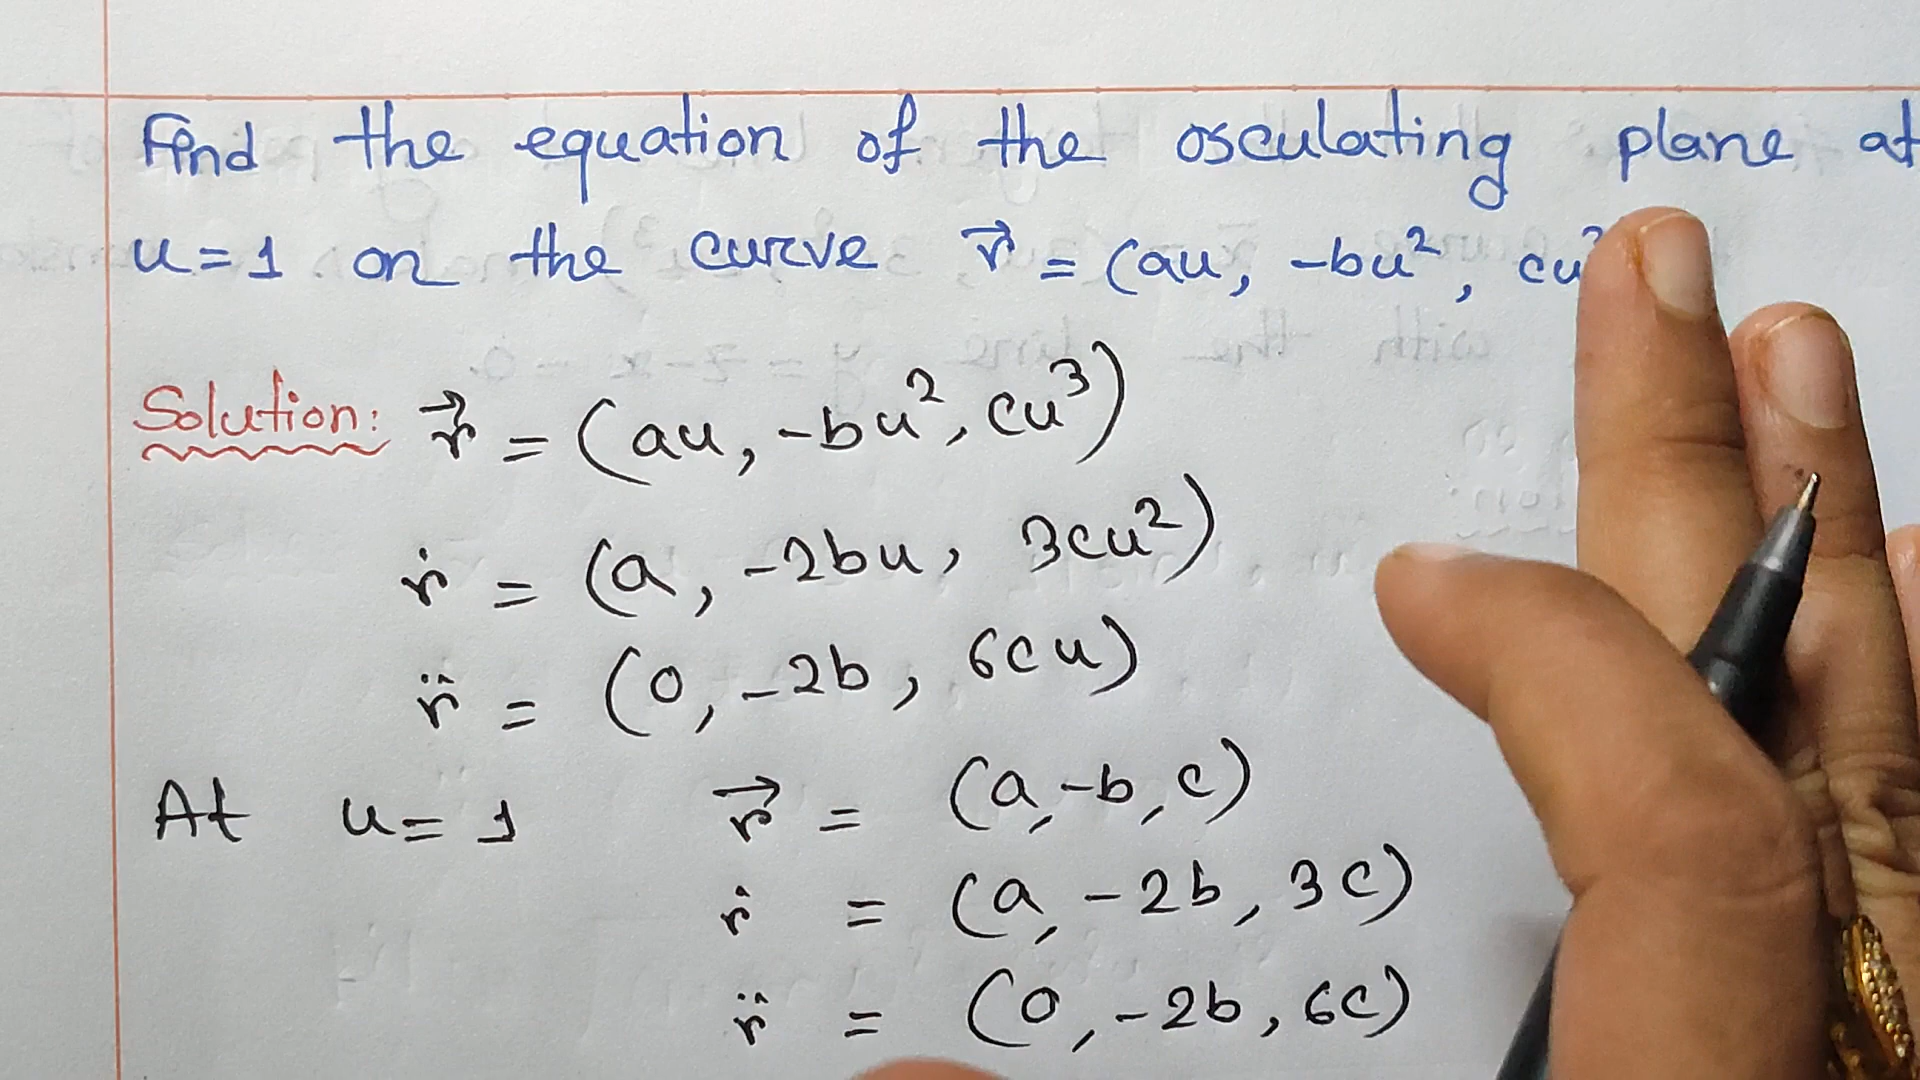 Find the equation of the osculating plane at
u = 1 on the curve r⃗ = (au, -bu², cu
Solution: r⃗ = (au, -bu², cu³)
ṙ = (a, -2bu, 3cu²)
r̈ = (0, -2b, 6cu)
At u = 1 r⃗ = (a, -b, c)
ṙ = (a, -2b, 3c)
r̈ = (0, -2b, 6c)